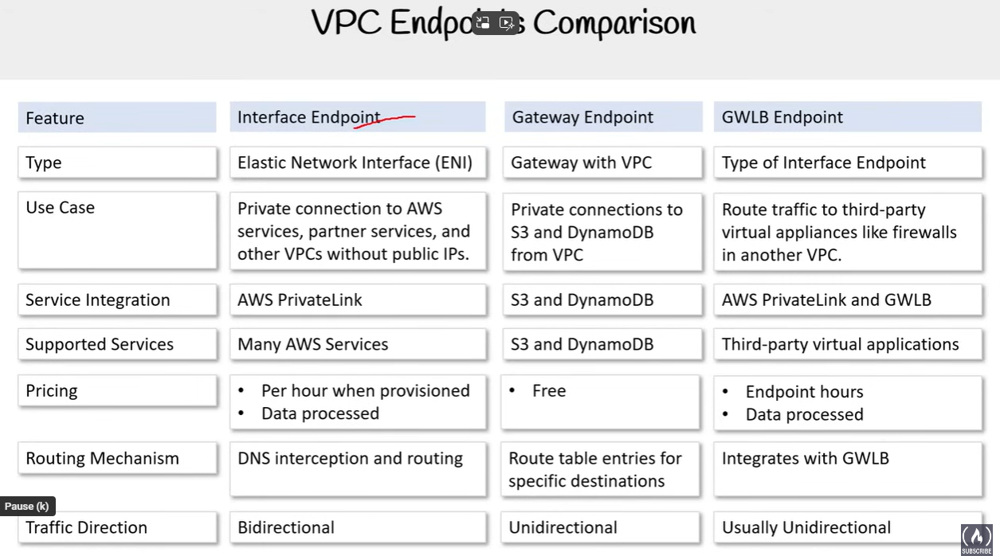 VPC Endpoints Comparison
Feature
Interface Endpoint
Gateway Endpoint
GWLB Endpoint
Type
Elastic Network Interface (ENI)
Gateway with VPC
Type of Interface Endpoint
Use Case
Private connection to AWS
services, partner services, and
other VPCs without public IPs.
Private connections to
S3 and DynamoDB
from VPC
Route traffic to third-party
virtual appliances like firewalls
in another VPC.
Service Integration
AWS PrivateLink
S3 and DynamoDB
AWS PrivateLink and GWLB
Supported Services
Many AWS Services
S3 and DynamoDB
Third-party virtual applications
Pricing
• Per hour when provisioned
• Data processed
• Free
• Endpoint hours
• Data processed
Routing Mechanism
DNS interception and routing
Route table entries for
specific destinations
Integrates with GWLB
Pause (k)
Traffic Direction
Bidirectional
Unidirectional
Usually Unidirectional
SUBSCRIBE